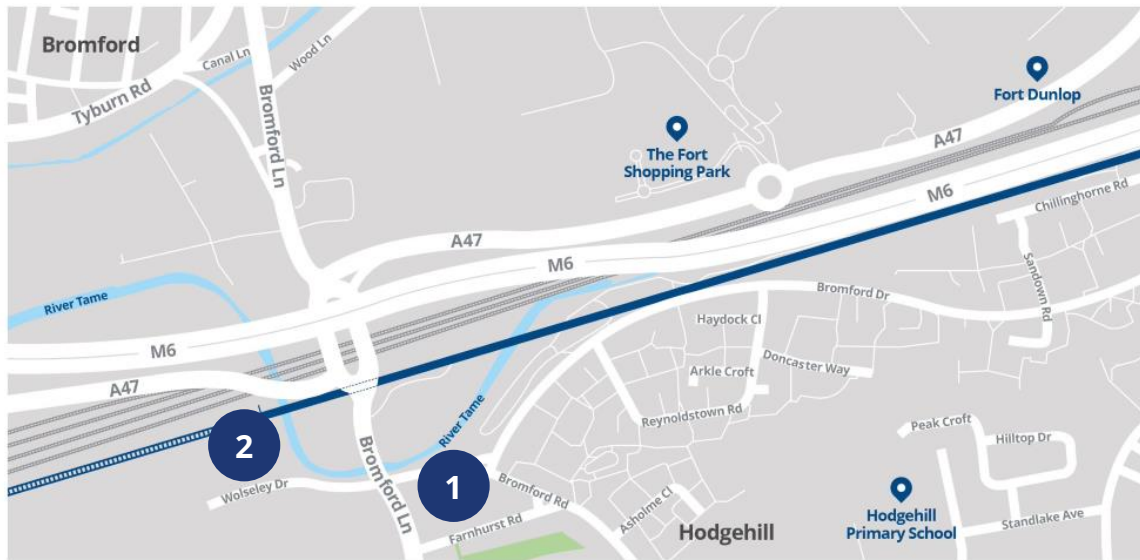 Bromford
Canal Ln
Wood Ln
Tyburn Rd
Bromford Ln
Fort Dunlop
The Fort
Shopping Park
A47
M6
Chillinghorne Rd
A47
M6
River Tame
Bromford Dr
Sandown Rd
Haydock Cl
M6
Doncaster Way
Arkle Croft
A47
Reynoldstown Rd
River Tame
Peak Croft
Hilltop Dr
2
Bromford Ln
1
Wolseley Dr
Bromford Rd
Asholme Cl
Farnhurst Rd
Hodgehill
Hodgehill
Primary School
Standlake Ave